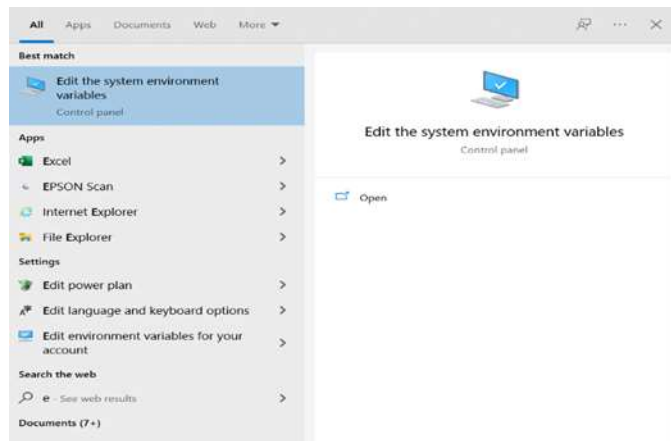 All Apps Documents Web More
Best match
Edit the system environment
variables
Control panel
Apps
Excel
EPSON Scan
Internet Explorer
File Explorer
Settings
Edit power plan
Edit language and keyboard options
Edit environment variables for your
account
Search the web
e - See web results
Documents (7+)
Edit the system environment variables
Control panel
Open